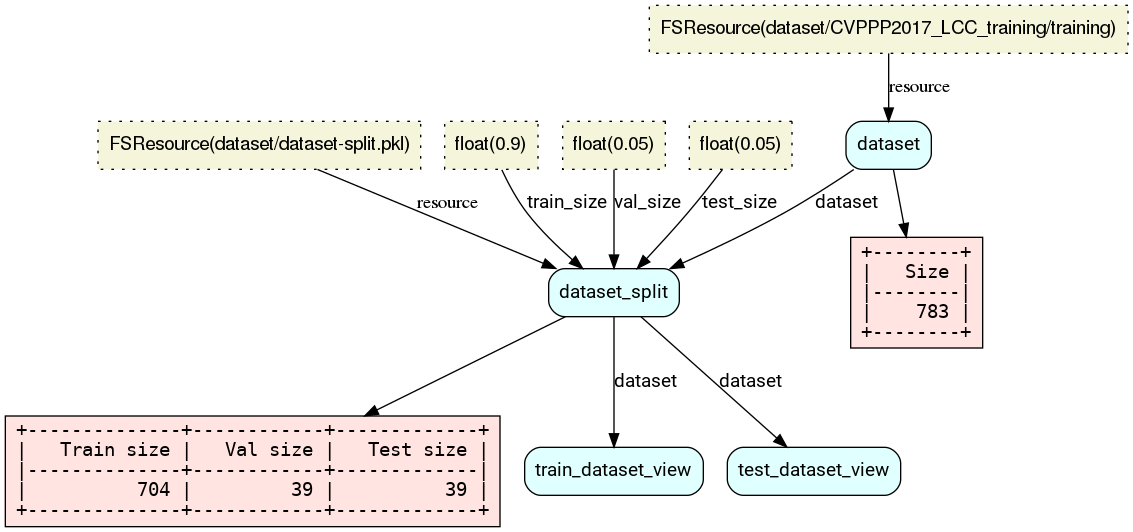 FSResource(dataset/CVPPP2017_LCC_training/training)
resource
FSResource(dataset/dataset-split.pkl)
float(0.9)
float(0.05)
float(0.05)
dataset
resource
train_size
val_size
test_size
dataset
+--------+
|   Size |
|--------|
|    783 |
+--------+
dataset_split
dataset
dataset
+--------------+------------+-------------+
|   Train size |   Val size |   Test size |
|--------------+------------+-------------|
|          704 |         39 |          39 |
+--------------+------------+-------------+
train_dataset_view
test_dataset_view